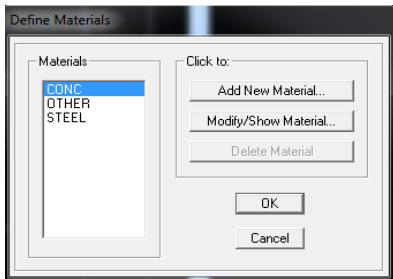 Define Materials
Materials
CONC
OTHER
STEEL
Click to:
Add New Material...
Modify/Show Material...
Delete Material
OK
Cancel